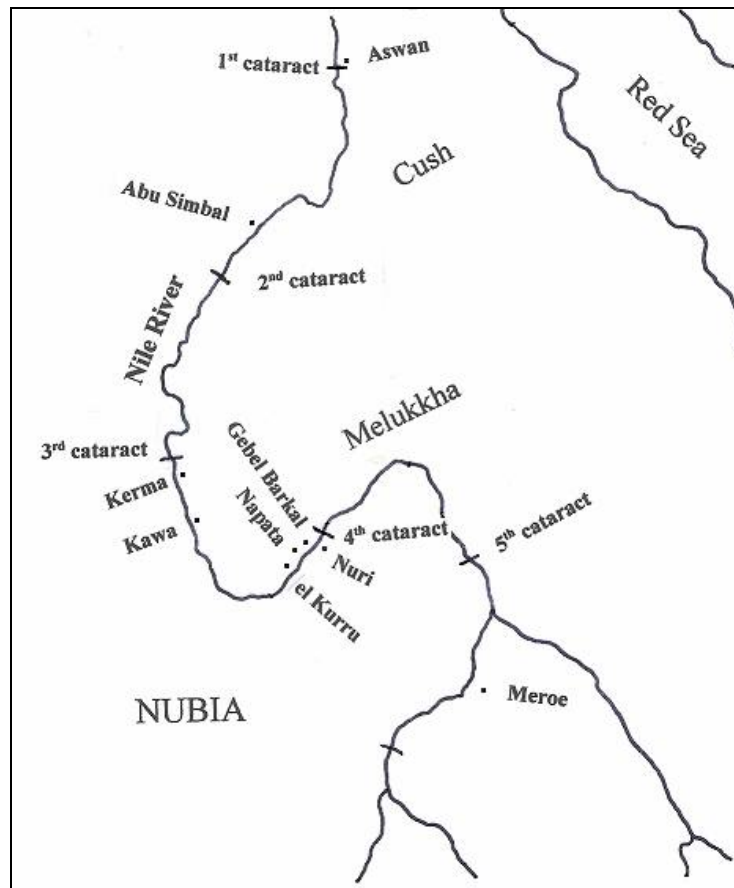 Aswan
1st cataract
Red Sea
Cush
Abu Simbal
2nd cataract
Nile River
Melukkha
3rd cataract
Gebel Barkal
Kerma
Napata
Kawa
4th cataract
5th cataract
Nuri
el Kurru
Meroe
NUBIA